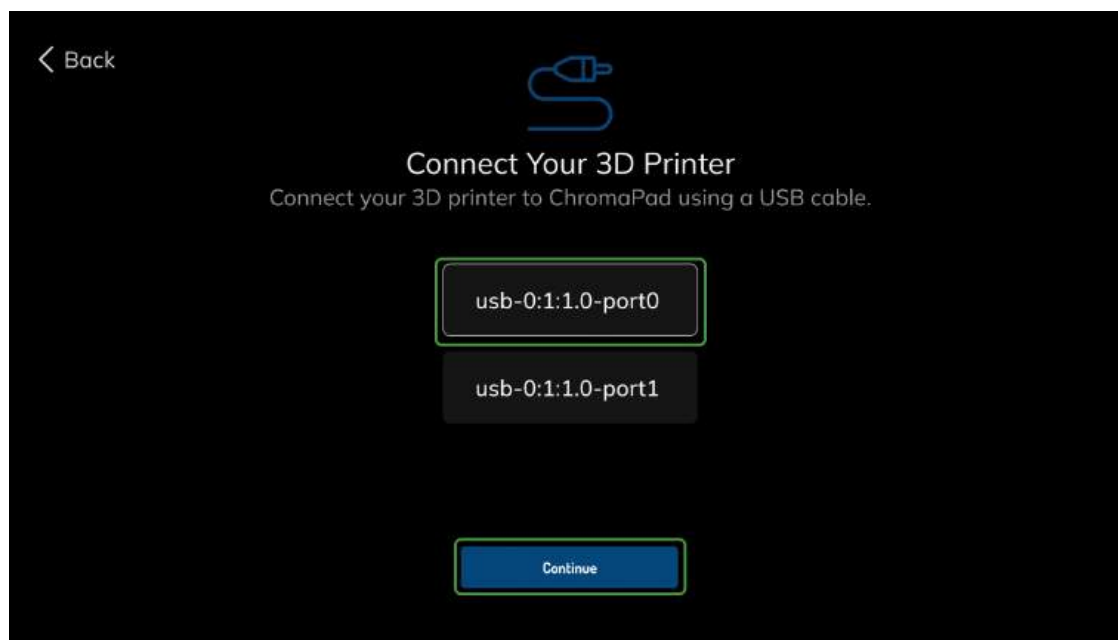 Back
Connect Your 3D Printer
Connect your 3D printer to ChromaPad using a USB cable.
usb-0:1:1.0-port0
usb-0:1:1.0-port1
Continue